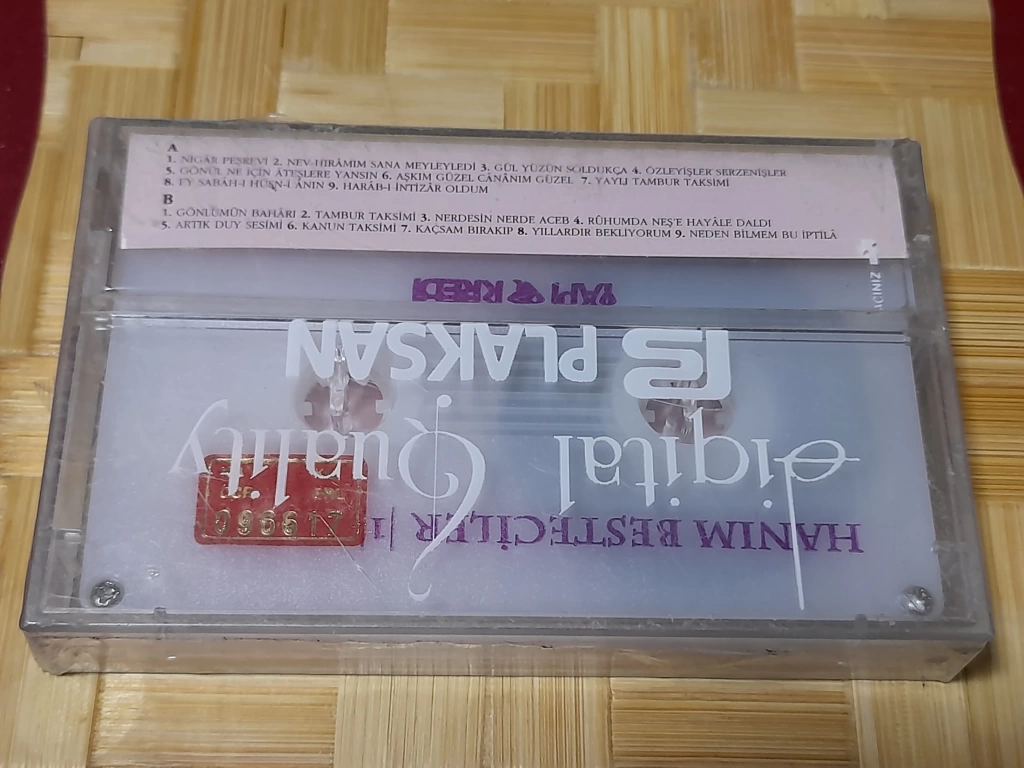 A
1. NİGÂR PEŞREVİ 2. NEV-HIRÂMIM SANA MEYLEYLEDİ 3. GÜL YÜZÜN SOLDUKÇA 4. ÖZLEYİŞLER SERZENİŞLER
5. GÖNÜL NE İÇİN ÂTEŞLERE YANSIN 6. AŞKIM GÜZEL CÂNÂNIM GÜZEL 7. YAYLI TAMBUR TAKSİMİ
8. EY SABÂH-I HÜSN-İ ÂNIN 9. HARÂB-I İNTİZÂR OLDUM
B
1. GÖNLÜMÜN BAHÂRI 2. TAMBUR TAKSİMİ 3. NERDESİN NERDE ACEB 4. RÛHUMDA NEŞ'E HAYÂLE DALDI
5. ARTIK DUY SESİMİ 6. KANUN TAKSİMİ 7. KAÇSAM BIRAKIP 8. YILLARDIR BEKLİYORUM 9. NEDEN BİLMEM BU İPTİLÂ
YAPI KREDİ
PLAKSAN
Digital Quality
096617
HANIM BESTECİLER | 1